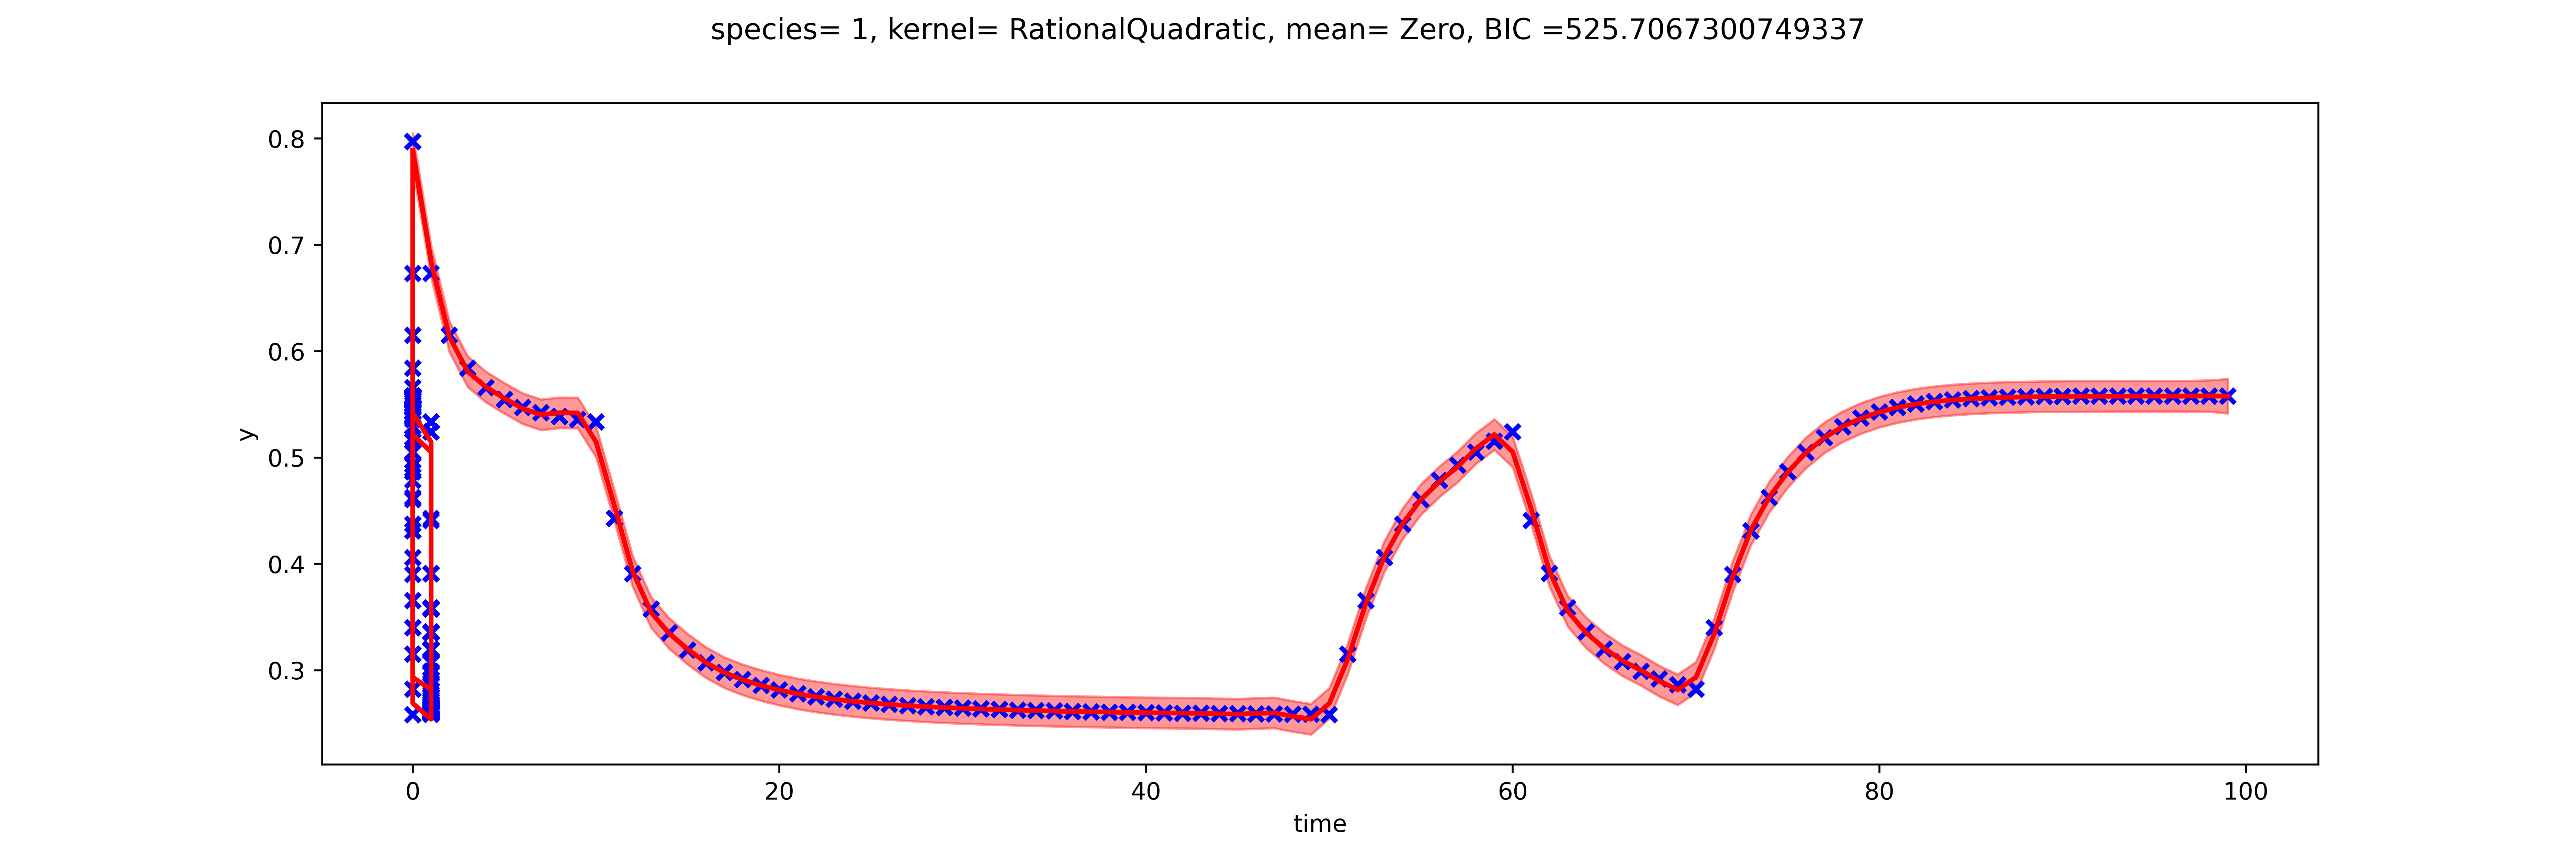 species= 1, kernel= RationalQuadratic, mean= Zero, BIC =525.7067300749337
0.8
0.7
0.6
0.5
0.4
0.3
y
0 20 40 60 80 100
time